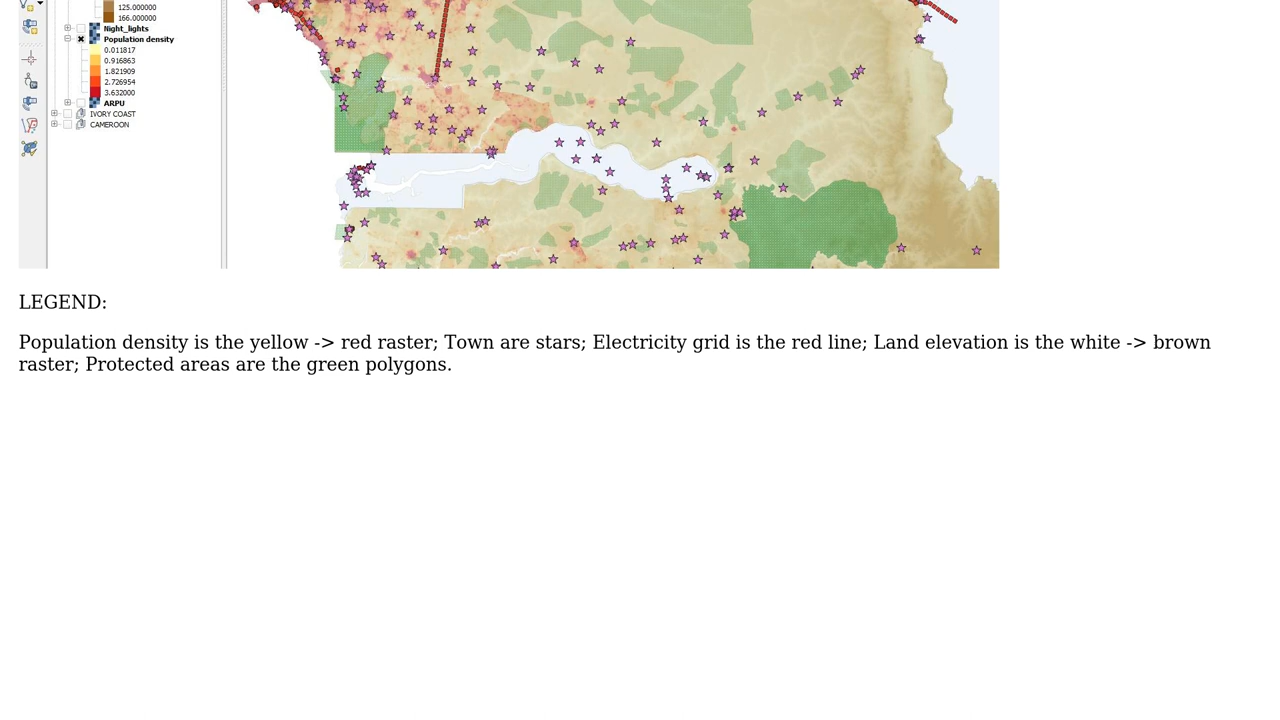 125.000000
166.000000
Night_lights
Population density
0.011817
0.916863
1.821909
2.726954
3.632000
ARPU
IVORY COAST
CAMEROON
LEGEND:
Population density is the yellow -> red raster; Town are stars; Electricity grid is the red line; Land elevation is the white -> brown
raster; Protected areas are the green polygons.